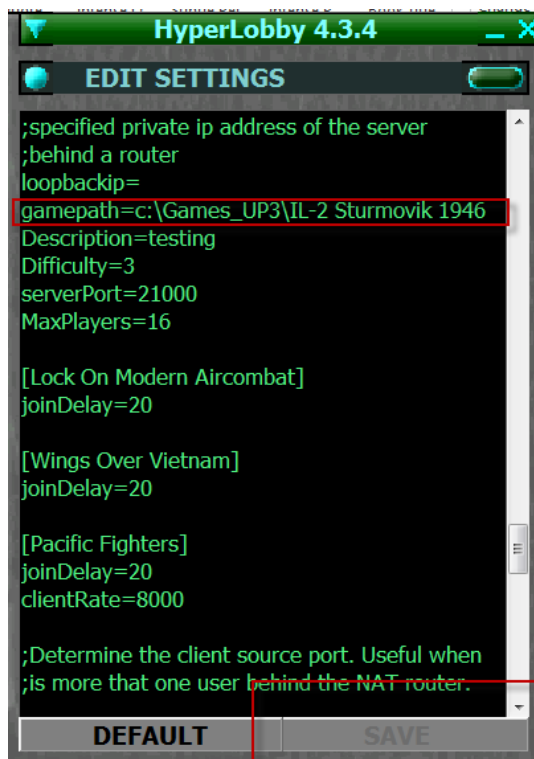 HyperLobby 4.3.4
EDIT SETTINGS
;specified private ip address of the server
;behind a router
loopbackip=
gamepath=c:\Games_UP3\IL-2 Sturmovik 1946
Description=testing
Difficulty=3
serverPort=21000
MaxPlayers=16
[Lock On Modern Aircombat]
joinDelay=20
[Wings Over Vietnam]
joinDelay=20
[Pacific Fighters]
joinDelay=20
clientRate=8000
;Determine the client source port. Useful when
;is more that one user behind the NAT router.
DEFAULT SAVE